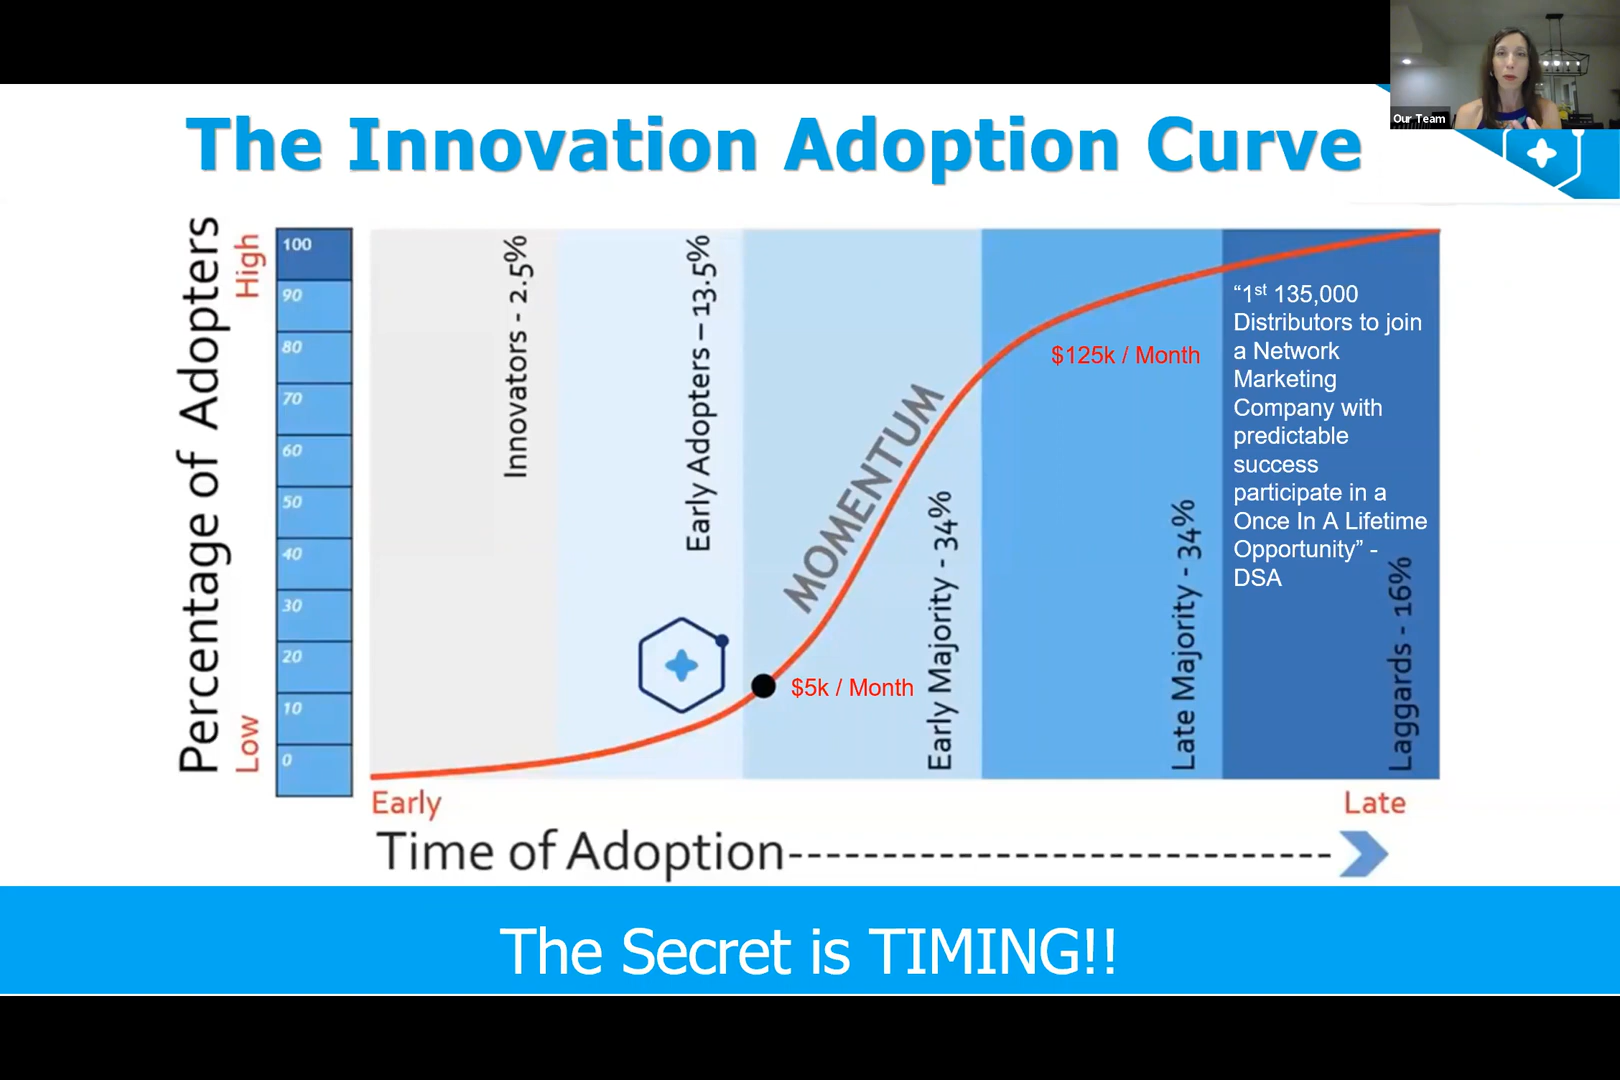 Our Team
The Innovation Adoption Curve
Percentage of Adopters
High
Low
100
90
80
70
60
50
40
30
20
10
0
Innovators - 2.5%
Early Adopters – 13.5%
MOMENTUM
$5k / Month
Early Majority - 34%
$125k / Month
Late Majority - 34%
“1st 135,000
Distributors to join
a Network
Marketing
Company with
predictable
success
participate in a
Once In A Lifetime
Opportunity” -
DSA
Laggards - 16%
Early
Late
Time of Adoption
The Secret is TIMING!!